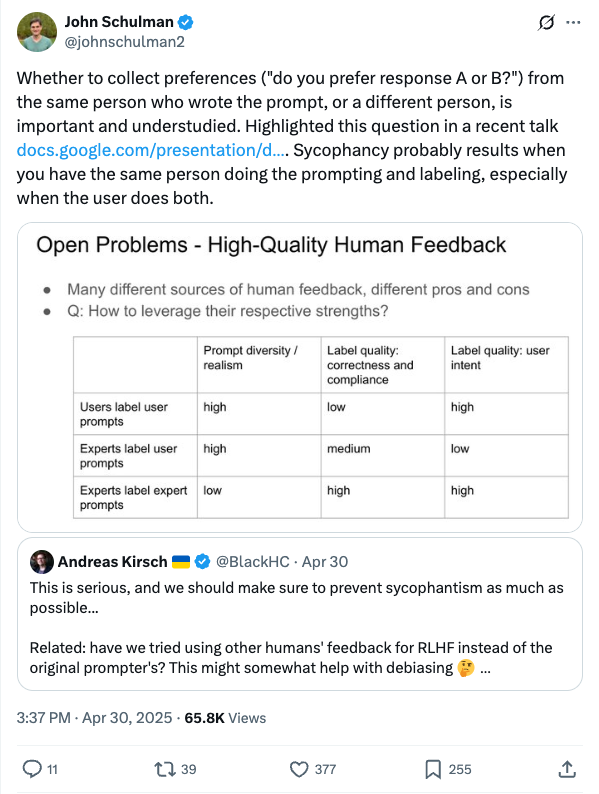 John Schulman
@johnschulman2
Whether to collect preferences ("do you prefer response A or B?") from
the same person who wrote the prompt, or a different person, is
important and understudied. Highlighted this question in a recent talk
docs.google.com/presentation/d.... Sycophancy probably results when
you have the same person doing the prompting and labeling, especially
when the user does both.
Open Problems - High-Quality Human Feedback
● Many different sources of human feedback, different pros and cons
● Q: How to leverage their respective strengths?
Prompt diversity / realism
Label quality: correctness and compliance
Label quality: user intent
Users label user prompts
high
low
high
Experts label user prompts
high
medium
low
Experts label expert prompts
low
high
high
Andreas Kirsch 🇺🇦 @BlackHC · Apr 30
This is serious, and we should make sure to prevent sycophantism as much as
possible...
Related: have we tried using other humans' feedback for RLHF instead of the
original prompter's? This might somewhat help with debiasing 🤔 ...
3:37 PM · Apr 30, 2025 · 65.8K Views
11
39
377
255